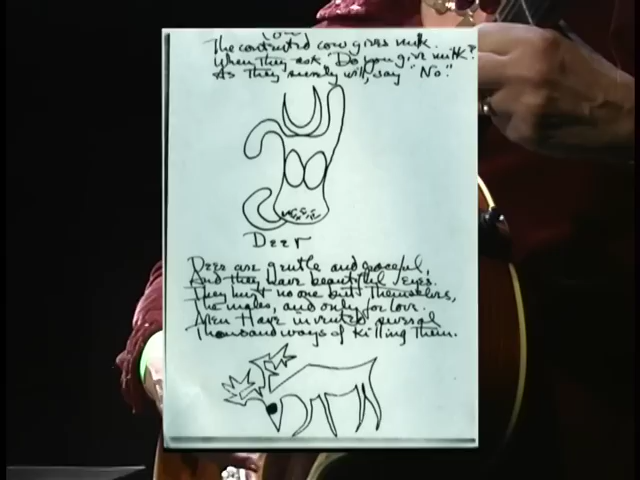 Cow
The contented cow gives milk.
When they ask, "Do you give milk?"
As they surely will, say "No."
Deer
Deer are gentle and graceful,
And they have beautiful eyes.
They hurt no one but themselves,
The males, and only for love.
Men have invented several
Thousand ways of killing them.